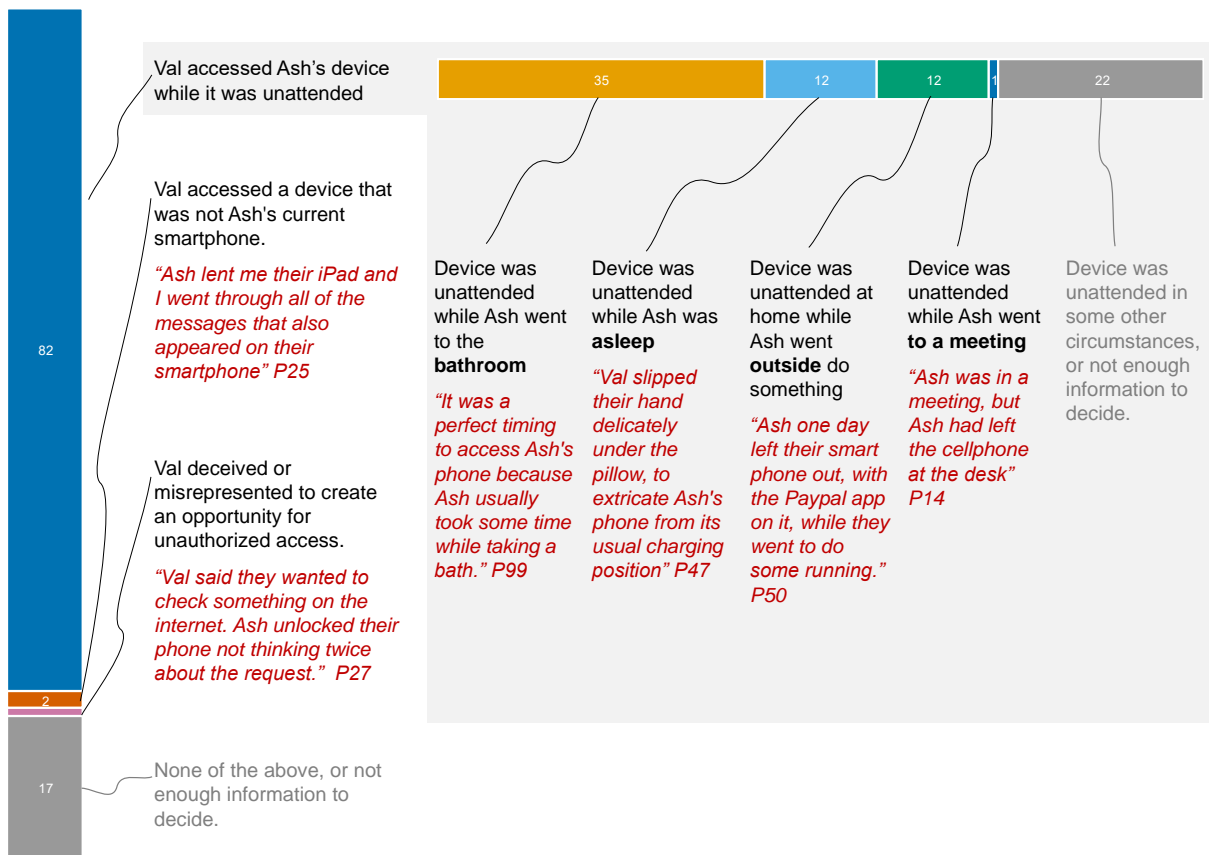 Val accessed Ash’s device
while it was unattended
35
12
12
1
22
82
Val accessed a device that
was not Ash's current
smartphone.
“Ash lent me their iPad and
I went through all of the
messages that also
appeared on their
smartphone” P25
Val deceived or
misrepresented to create
an opportunity for
unauthorized access.
“Val said they wanted to
check something on the
internet. Ash unlocked their
phone not thinking twice
about the request.”  P27
2
17
None of the above, or not
enough information to
decide.
Device was
unattended
while Ash went
to the
bathroom
“It was a
perfect timing
to access Ash's
phone because
Ash usually
took some time
while taking a
bath.” P99
Device was
unattended
while Ash was
asleep
“Val slipped
their hand
delicately
under the
pillow, to
extricate Ash's
phone from its
usual charging
position” P47
Device was
unattended at
home while
Ash went
outside do
something
“Ash one day
left their smart
phone out, with
the Paypal app
on it, while they
went to do
some running.”
P50
Device was
unattended
while Ash went
to a meeting
“Ash was in a
meeting, but
Ash had left
the cellphone
at the desk”
P14
Device was
unattended in
some other
circumstances,
or not enough
information to
decide.